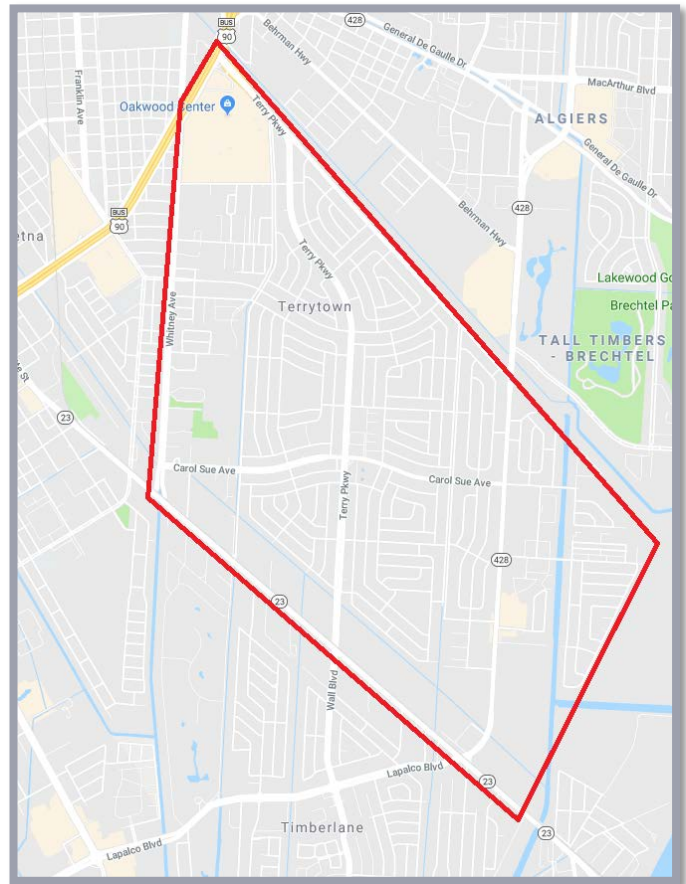 BUS
90
428
General De Gaulle Dr
Behrman Hwy
MacArthur Blvd
Franklin Ave
Oakwood Center
Terry Pkwy
ALGIERS
General De Gaulle Dr
428
BUS
90
Behrman Hwy
etna
Terry Pkwy
Lakewood Go
Brechtel Pa
Terrytown
Whitney Ave
TALL TIMBERS
- BRECHTEL
23
Carol Sue Ave
Terry Pkwy
Carol Sue Ave
428
23
Wall Blvd
Lapalco Blvd
23
Timberlane
23
Lapalco Blvd